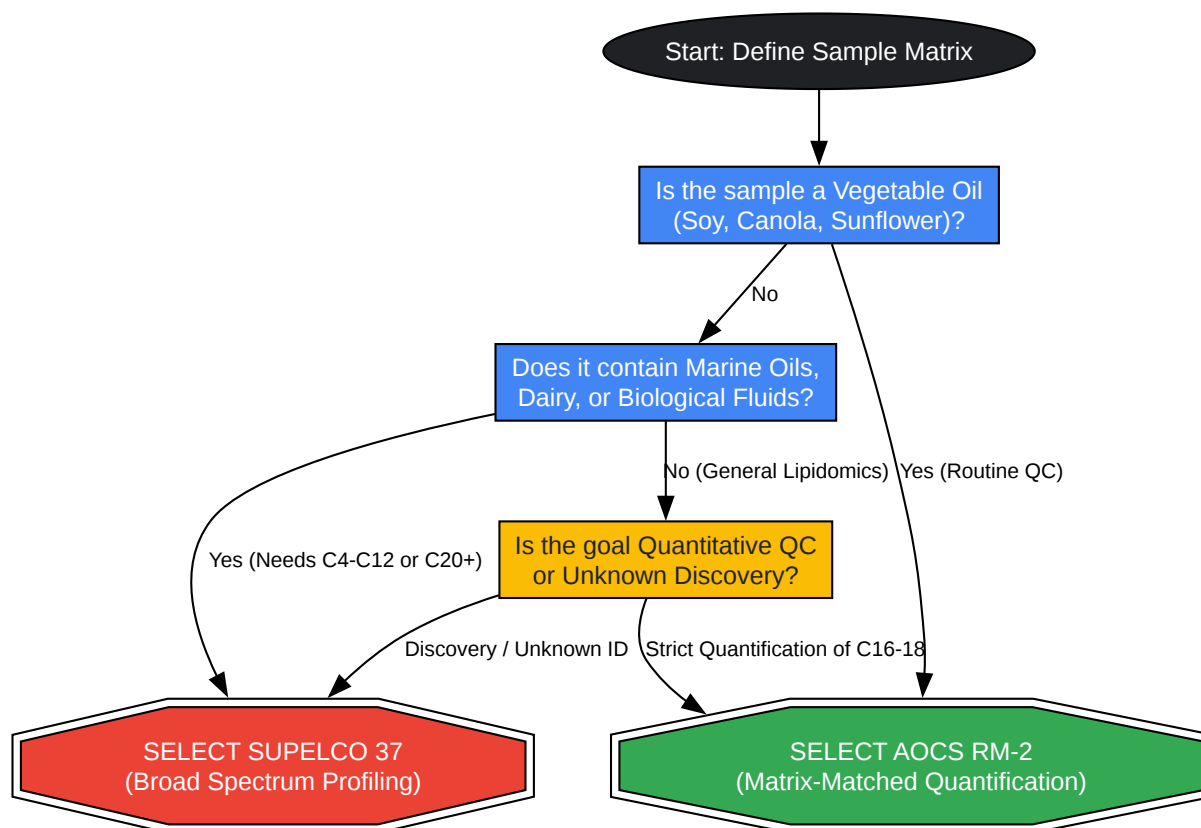 Start: Define Sample Matrix
Is the sample a Vegetable Oil
(Soy, Canola, Sunflower)?
No
Does it contain Marine Oils,
Dairy, or Biological Fluids?
No (General Lipidomics)
Yes (Routine QC)
Is the goal Quantitative QC
or Unknown Discovery?
Yes (Needs C4-C12 or C20+)
Discovery / Unknown ID
Strict Quantification of C16-18
SELECT SUPELCO 37
(Broad Spectrum Profiling)
SELECT AOCS RM-2
(Matrix-Matched Quantification)